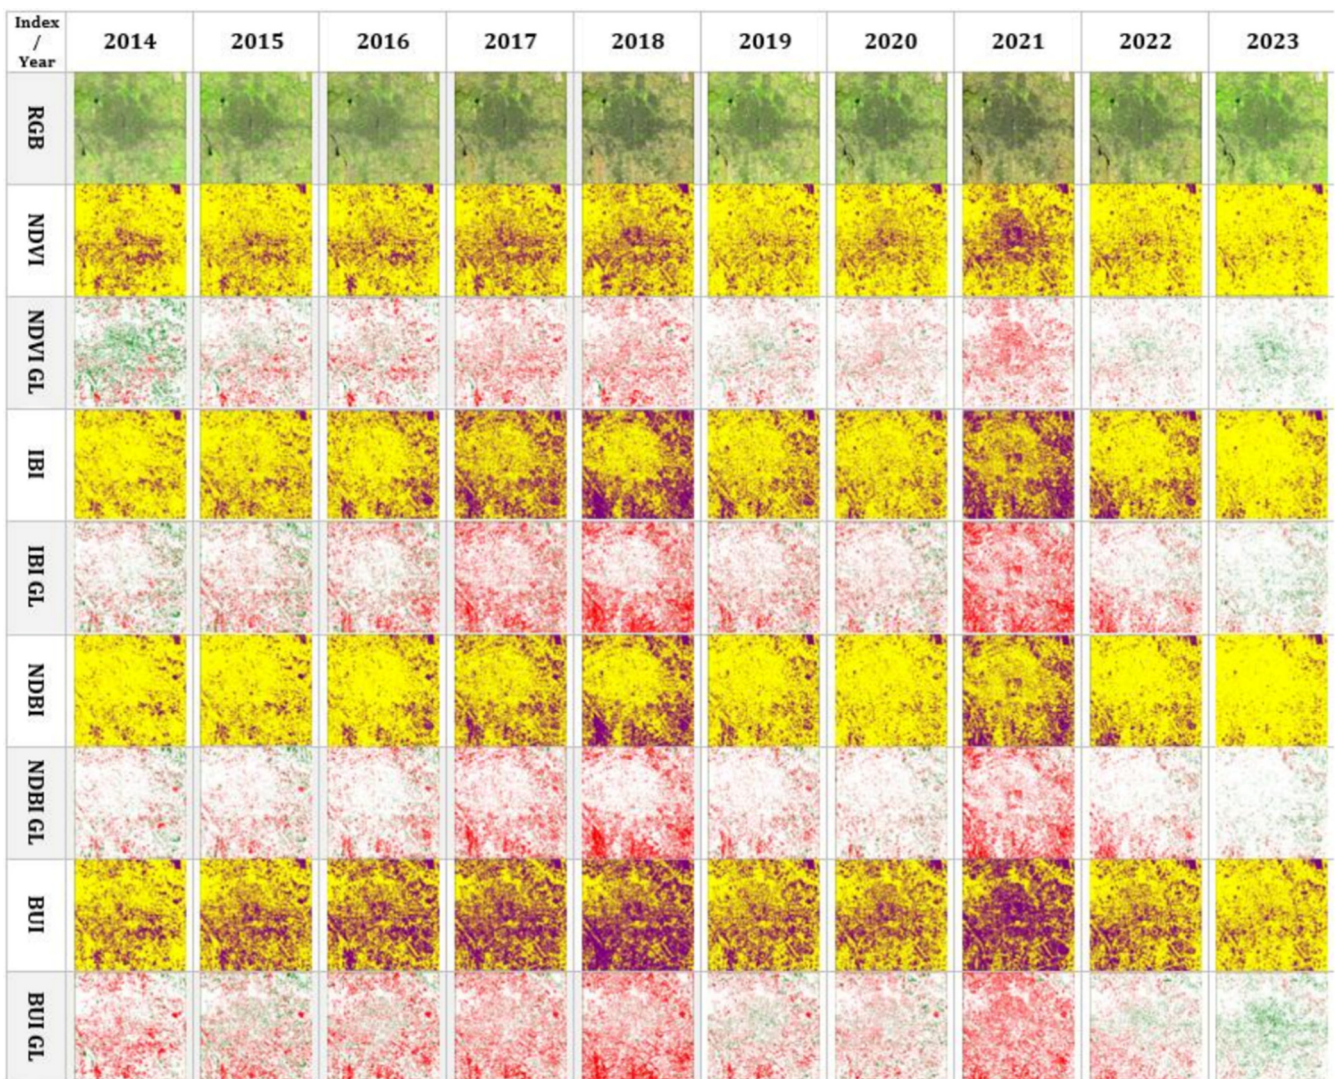 Index
/
Year
2014 2015 2016 2017 2018 2019 2020 2021 2022 2023
RGB
NDVI
NDVI GL
IBI
IBI GL
NDBI
NDBI GL
BUI
BUI GL